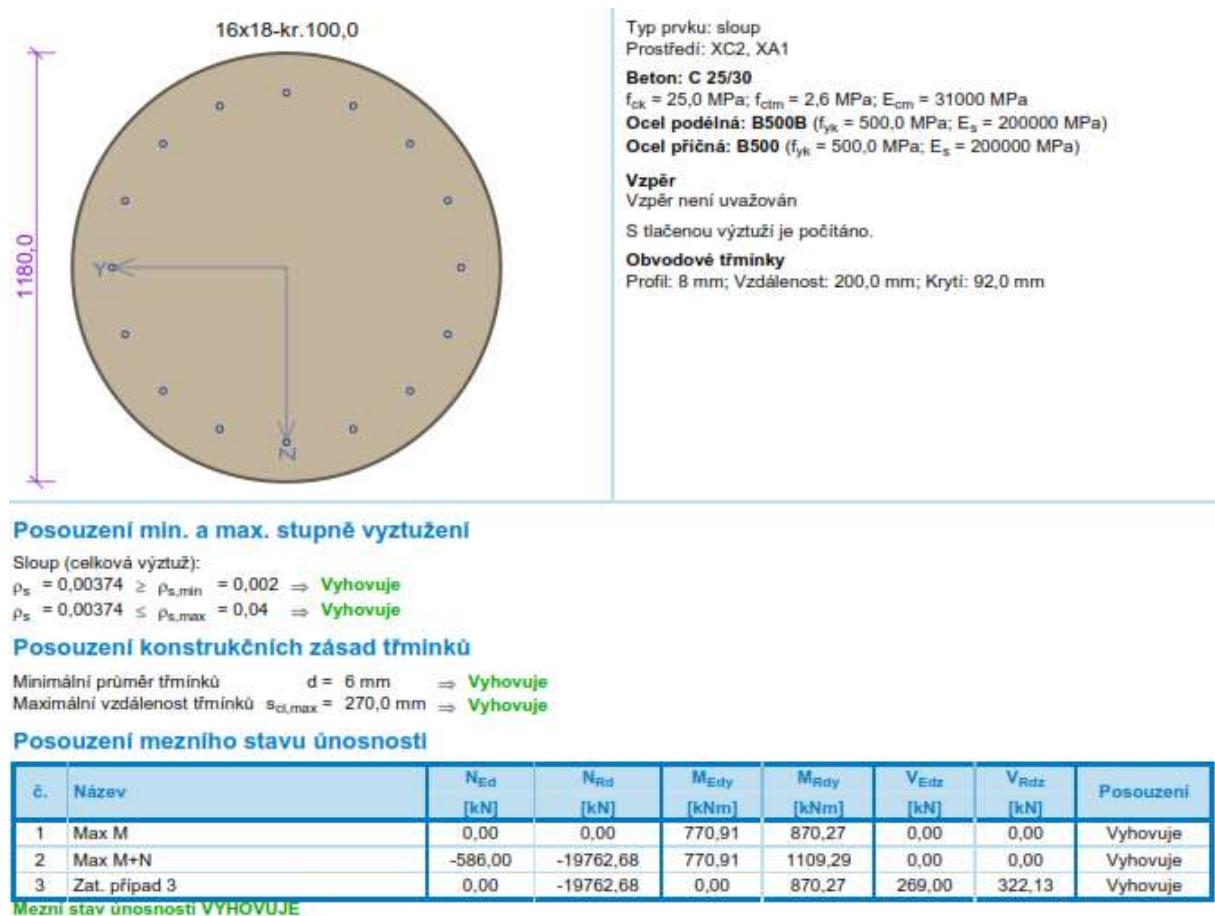 16x18-kr.100,0
1180,0
Y
Z
Typ prvku: sloup
Prostředí: XC2, XA1
Beton: C 25/30
fck = 25,0 MPa; fctm = 2,6 MPa; Ecm = 31000 MPa
Ocel podélná: B500B (fyk = 500,0 MPa; Es = 200000 MPa)
Ocel příčná: B500 (fyk = 500,0 MPa; Es = 200000 MPa)
Vzpěr
Vzpěr není uvažován
S tlačenou výztuží je počítáno.
Obvodové třmínky
Profil: 8 mm; Vzdálenost: 200,0 mm; Krytí: 92,0 mm
Posouzení min. a max. stupně vyztužení
Sloup (celková výztuž):
ρs = 0,00374 ≥ ρs,min = 0,002 ⇒ Vyhovuje
ρs = 0,00374 ≤ ρs,max = 0,04 ⇒ Vyhovuje
Posouzení konstrukčních zásad třmínků
Minimální průměr třmínků d = 6 mm ⇒ Vyhovuje
Maximální vzdálenost třmínků scl,max = 270,0 mm ⇒ Vyhovuje
Posouzení mezního stavu únosnosti
č. Název NEd [kN] NRd [kN] MEdy [kNm] MRdy [kNm] VEdz [kN] VRdz [kN] Posouzení
1 Max M 0,00 0,00 770,91 870,27 0,00 0,00 Vyhovuje
2 Max M+N -586,00 -19762,68 770,91 1109,29 0,00 0,00 Vyhovuje
3 Zat. případ 3 0,00 -19762,68 0,00 870,27 269,00 322,13 Vyhovuje
Mezní stav únosnosti VYHOVUJE